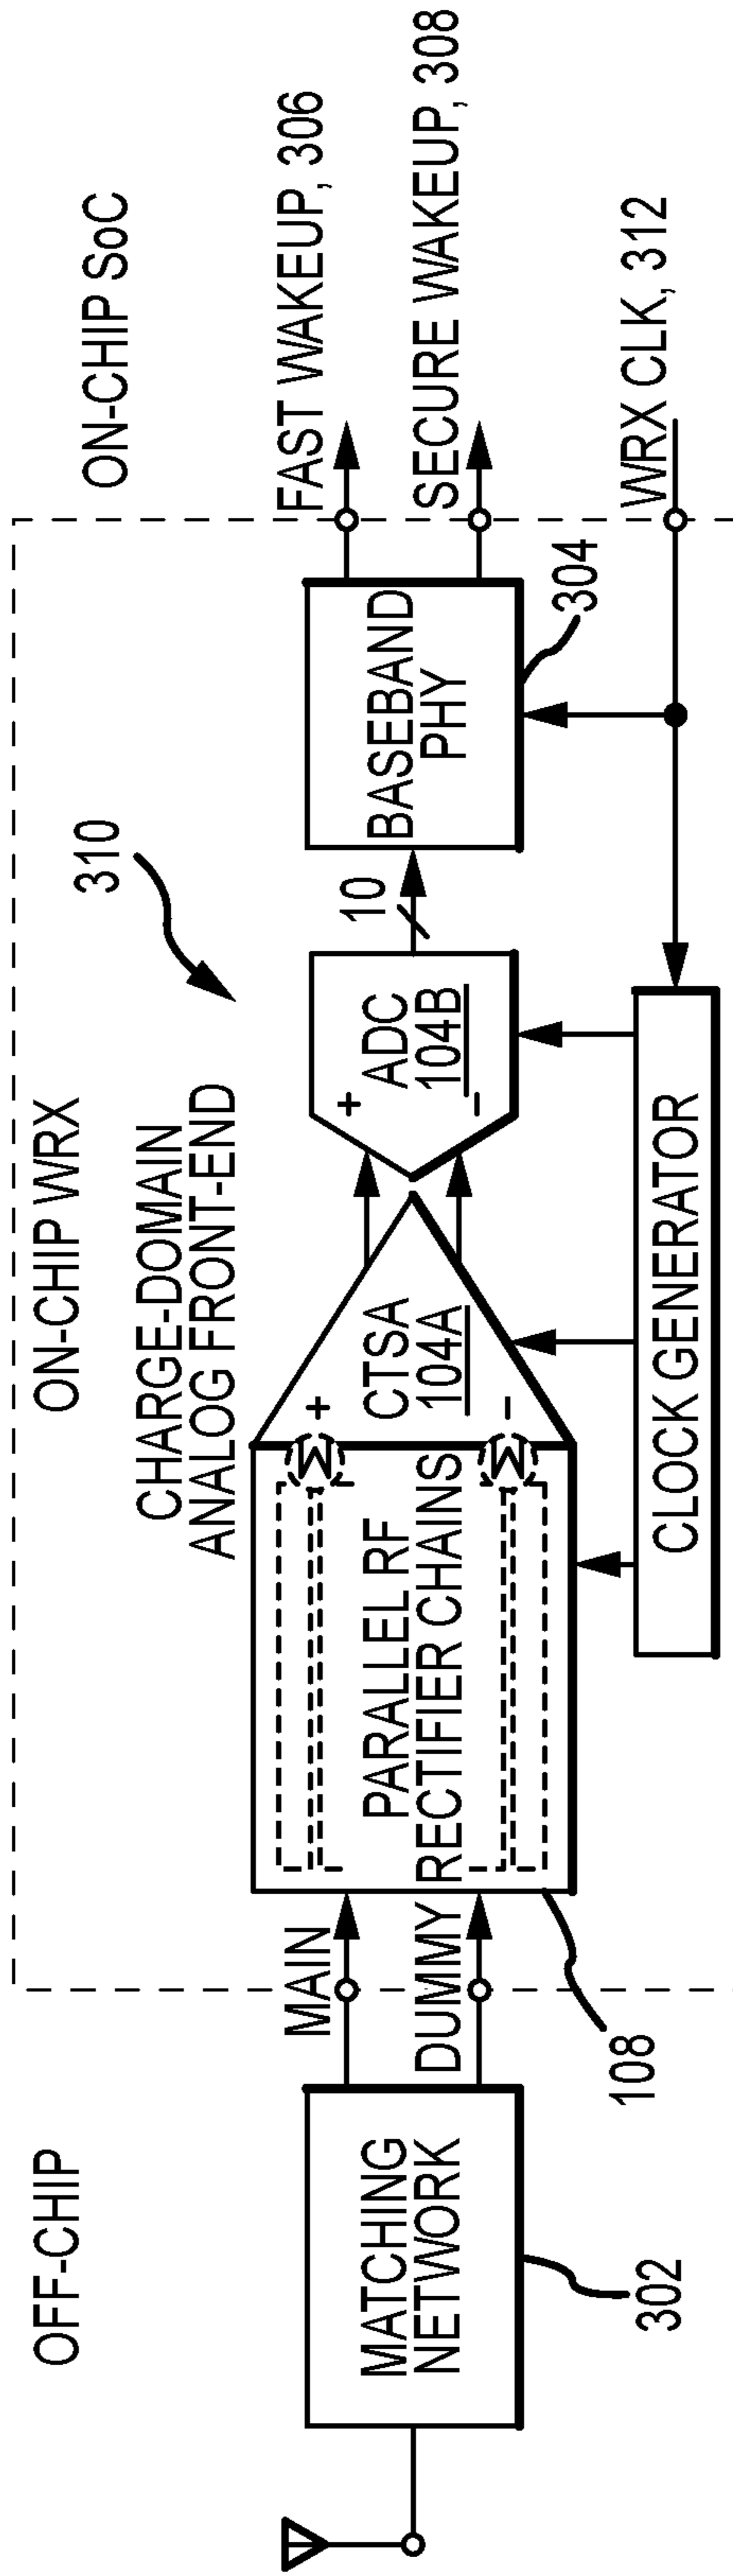 OFF-CHIP
ON-CHIP WRX
ON-CHIP SoC
CHARGE-DOMAIN
ANALOG FRONT-END
310
MATCHING
NETWORK
302
MAIN
DUMMY
PARALLEL RF
RECTIFIER CHAINS
108
+
-
CTSA
104A
+
-
ADC
104B
10
BASEBAND
PHY
304
FAST WAKEUP, 306
SECURE WAKEUP, 308
WRX CLK, 312
CLOCK GENERATOR